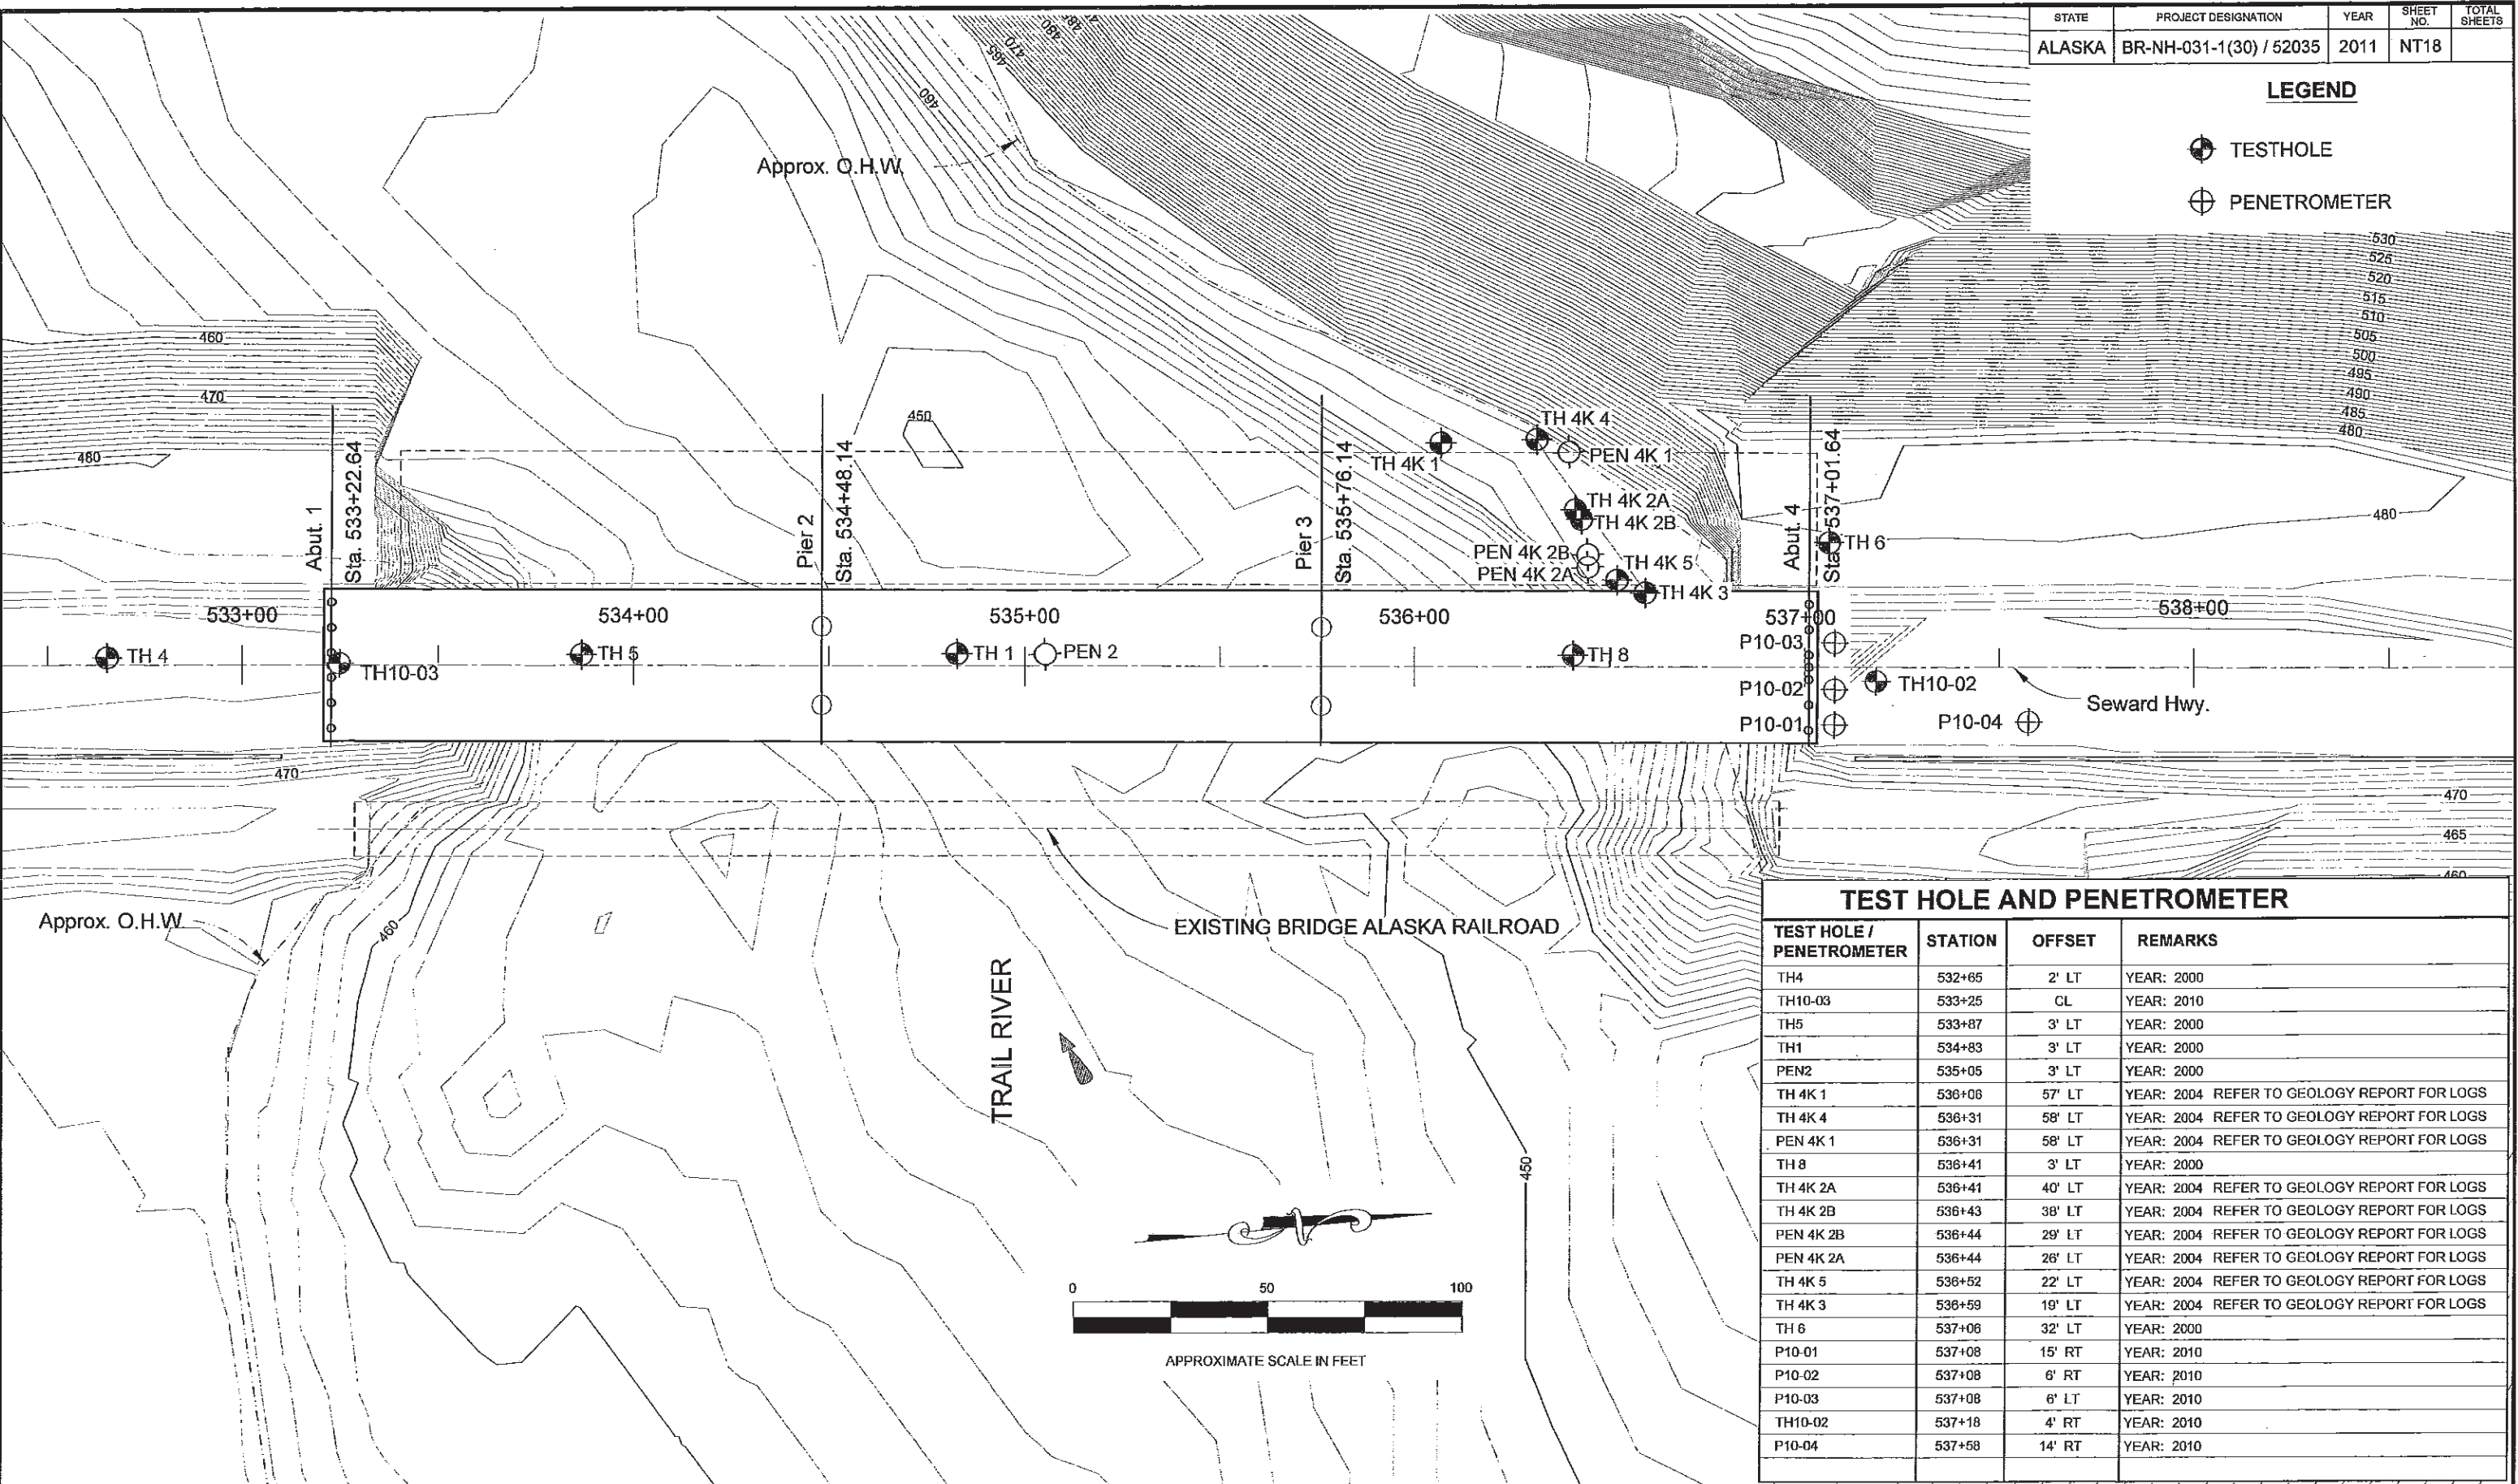 STATE PROJECT DESIGNATION YEAR SHEET NO. TOTAL SHEETS
ALASKA BR-NH-031-1(30) / 52035 2011 NT18
LEGEND
TESTHOLE
PENETROMETER
465
470
480
460
Approx. O.H.W.
530
525
520
515
510
505
500
495
490
485
480
460
470
480
450
Abut. 1
Sta. 533+22.64
Pier 2
Sta. 534+48.14
Pier 3
Sta. 535+76.14
Abut. 4
Sta. 537+01.64
TH 4K 4
TH 4K 1
PEN 4K 1
TH 4K 2A
TH 4K 2B
PEN 4K 2B
PEN 4K 2A
TH 4K 5
TH 4K 3
TH 6
480
533+00
534+00
535+00
536+00
537+00
538+00
TH 4
TH10-03
TH 5
TH 1
PEN 2
TH 8
P10-03
P10-02
P10-01
TH10-02
P10-04
Seward Hwy.
470
470
465
460
Approx. O.H.W.
460
EXISTING BRIDGE ALASKA RAILROAD
TRAIL RIVER
450
N
0 50 100
APPROXIMATE SCALE IN FEET
TEST HOLE AND PENETROMETER
TEST HOLE / PENETROMETER STATION OFFSET REMARKS
TH4 532+65 2' LT YEAR: 2000
TH10-03 533+25 CL YEAR: 2010
TH5 533+87 3' LT YEAR: 2000
TH1 534+83 3' LT YEAR: 2000
PEN2 535+05 3' LT YEAR: 2000
TH 4K 1 536+06 57' LT YEAR: 2004 REFER TO GEOLOGY REPORT FOR LOGS
TH 4K 4 536+31 58' LT YEAR: 2004 REFER TO GEOLOGY REPORT FOR LOGS
PEN 4K 1 536+31 58' LT YEAR: 2004 REFER TO GEOLOGY REPORT FOR LOGS
TH 8 536+41 3' LT YEAR: 2000
TH 4K 2A 536+41 40' LT YEAR: 2004 REFER TO GEOLOGY REPORT FOR LOGS
TH 4K 2B 536+43 38' LT YEAR: 2004 REFER TO GEOLOGY REPORT FOR LOGS
PEN 4K 2B 536+44 29' LT YEAR: 2004 REFER TO GEOLOGY REPORT FOR LOGS
PEN 4K 2A 536+44 26' LT YEAR: 2004 REFER TO GEOLOGY REPORT FOR LOGS
TH 4K 5 536+52 22' LT YEAR: 2004 REFER TO GEOLOGY REPORT FOR LOGS
TH 4K 3 536+59 19' LT YEAR: 2004 REFER TO GEOLOGY REPORT FOR LOGS
TH 6 537+06 32' LT YEAR: 2000
P10-01 537+08 15' RT YEAR: 2010
P10-02 537+08 6' RT YEAR: 2010
P10-03 537+08 6' LT YEAR: 2010
TH10-02 537+18 4' RT YEAR: 2010
P10-04 537+58 14' RT YEAR: 2010